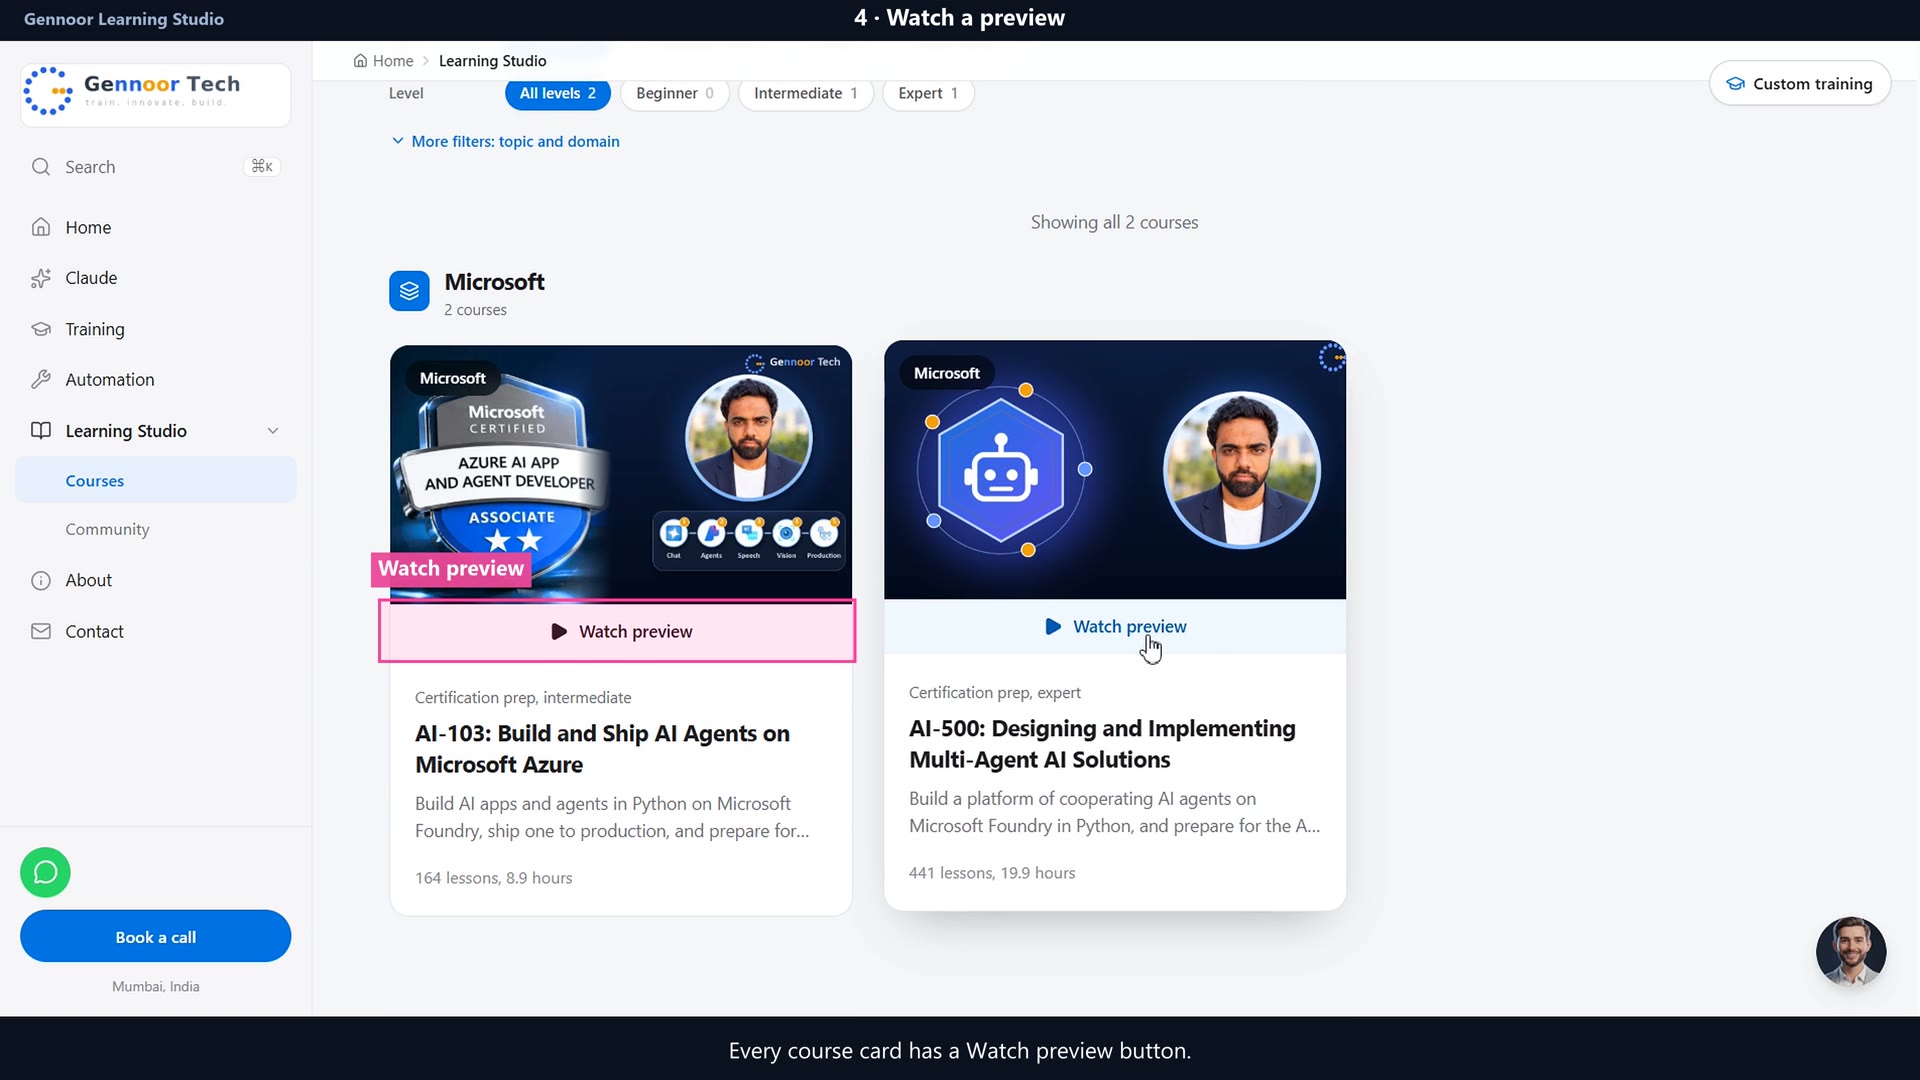 Gennoor Learning Studio
4 · Watch a preview
Gennoor Tech
train. innovate. build.
Search
⌘K
Home
Claude
Training
Automation
Learning Studio
Courses
Community
About
Contact
Book a call
Mumbai, India
Home > Learning Studio
Custom training
Level
All levels 2
Beginner 0
Intermediate 1
Expert 1
More filters: topic and domain
Showing all 2 courses
Microsoft
2 courses
Microsoft
Gennoor Tech
Microsoft
CERTIFIED
AZURE AI APP
AND AGENT DEVELOPER
ASSOCIATE
Chat
Agents
Speech
Vision
Production
Watch preview
Watch preview
Certification prep, intermediate
AI-103: Build and Ship AI Agents on
Microsoft Azure
Build AI apps and agents in Python on Microsoft
Foundry, ship one to production, and prepare for...
164 lessons, 8.9 hours
Microsoft
Watch preview
Certification prep, expert
AI-500: Designing and Implementing
Multi-Agent AI Solutions
Build a platform of cooperating AI agents on
Microsoft Foundry in Python, and prepare for the A...
441 lessons, 19.9 hours
Every course card has a Watch preview button.